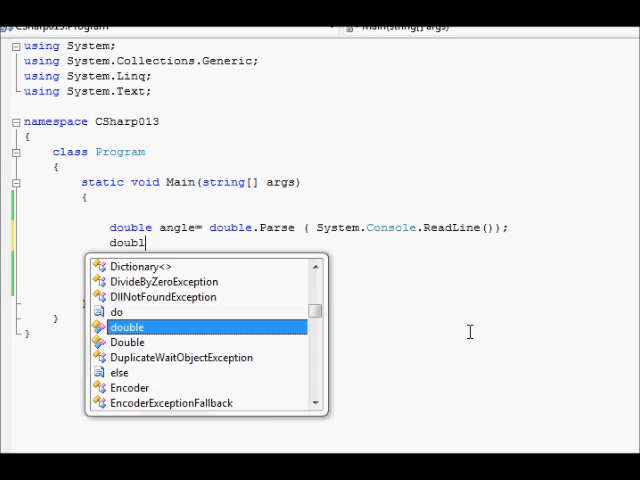 CSharp013.Program
Main(string[] args)
using System;
using System.Collections.Generic;
using System.Linq;
using System.Text;
namespace CSharp013
{
class Program
{
static void Main(string[] args)
{
double angle= double.Parse ( System.Console.ReadLine());
doubl
Dictionary<>
DivideByZeroException
DllNotFoundException
do
double
Double
DuplicateWaitObjectException
else
Encoder
EncoderExceptionFallback
}
}
}